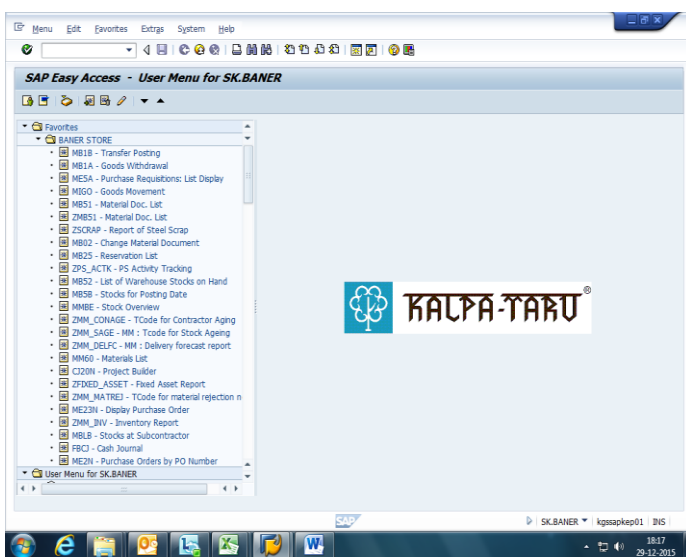 Menu Edit Favorites Extras System Help
SAP Easy Access - User Menu for SK.BANER
Favorites
BANER STORE
MB1B - Transfer Posting
MB1A - Goods Withdrawal
ME5A - Purchase Requisitions: List Display
MIGO - Goods Movement
MB51 - Material Doc. List
ZMB51 - Material Doc. List
ZSCRAP - Report of Steel Scrap
MB02 - Change Material Document
MB25 - Reservation List
ZPS_ACTK - PS Activity Tracking
MB52 - List of Warehouse Stocks on Hand
MB5B - Stocks for Posting Date
MMBE - Stock Overview
ZMM_CONAGE - TCode for Contractor Aging
ZMM_SAGE - MM : Tcode for Stock Ageing
ZMM_DELFC - MM : Delivery forecast report
MM60 - Materials List
CJ20N - Project Builder
ZFIXED_ASSET - Fixed Asset Report
ZMM_MATREJ - TCode for material rejection n
ME23N - Display Purchase Order
ZMM_INV - Inventory Report
MBLB - Stocks at Subcontractor
FBCJ - Cash Journal
ME2N - Purchase Orders by PO Number
User Menu for SK.BANER
KALPA-TARU®
SAP
SK.BANER kgssapkep01 INS
18:17
29-12-2015